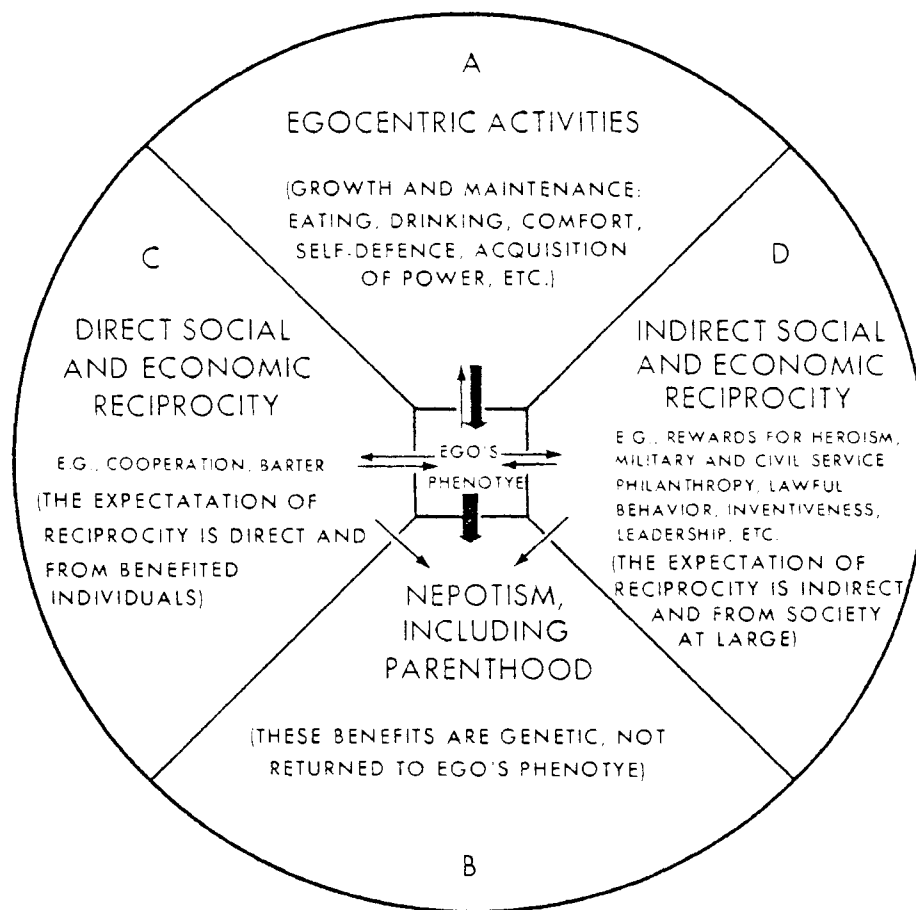 A
EGOCENTRIC ACTIVITIES
(GROWTH AND MAINTENANCE:
EATING, DRINKING, COMFORT,
SELF-DEFENCE, ACQUISITION
OF POWER, ETC.)
C
DIRECT SOCIAL
AND ECONOMIC
RECIPROCITY
E.G., COOPERATION, BARTER
(THE EXPECTATATION OF
RECIPROCITY IS DIRECT AND
FROM BENEFITED
INDIVIDUALS)
EGO'S
PHENOTYE
D
INDIRECT SOCIAL
AND ECONOMIC
RECIPROCITY
E.G., REWARDS FOR HEROISM,
MILITARY AND CIVIL SERVICE
PHILANTHROPY, LAWFUL
BEHAVIOR, INVENTIVENESS,
LEADERSHIP, ETC.
(THE EXPECTATION OF
RECIPROCITY IS INDIRECT
AND FROM SOCIETY
AT LARGE)
NEPOTISM,
INCLUDING
PARENTHOOD
(THESE BENEFITS ARE GENETIC, NOT
RETURNED TO EGO'S PHENOTYE)
B